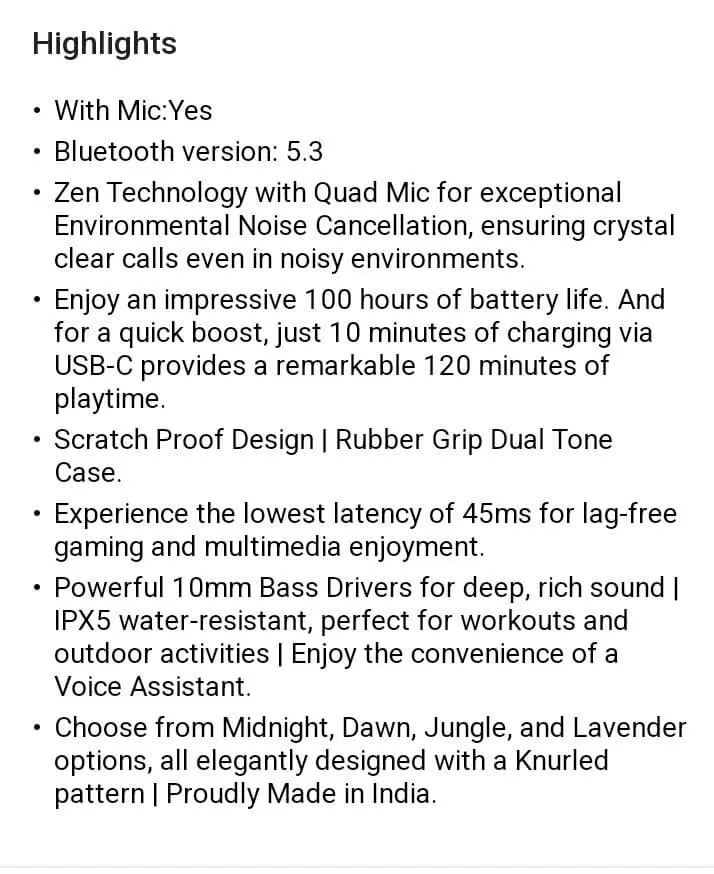 Highlights
• With Mic:Yes
• Bluetooth version: 5.3
• Zen Technology with Quad Mic for exceptional
Environmental Noise Cancellation, ensuring crystal
clear calls even in noisy environments.
• Enjoy an impressive 100 hours of battery life. And
for a quick boost, just 10 minutes of charging via
USB-C provides a remarkable 120 minutes of
playtime.
• Scratch Proof Design | Rubber Grip Dual Tone
Case.
• Experience the lowest latency of 45ms for lag-free
gaming and multimedia enjoyment.
• Powerful 10mm Bass Drivers for deep, rich sound |
IPX5 water-resistant, perfect for workouts and
outdoor activities | Enjoy the convenience of a
Voice Assistant.
• Choose from Midnight, Dawn, Jungle, and Lavender
options, all elegantly designed with a Knurled
pattern | Proudly Made in India.